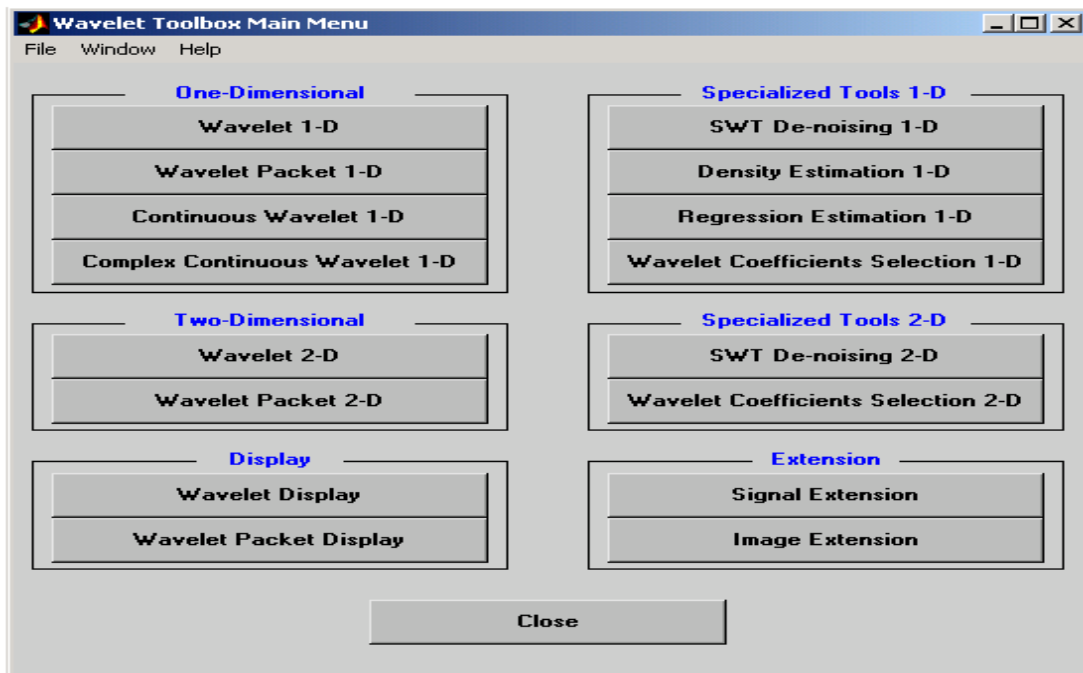 Wavelet Toolbox Main Menu
File Window Help
One-Dimensional
Wavelet 1-D
Wavelet Packet 1-D
Continuous Wavelet 1-D
Complex Continuous Wavelet 1-D
Specialized Tools 1-D
SWT De-noising 1-D
Density Estimation 1-D
Regression Estimation 1-D
Wavelet Coefficients Selection 1-D
Two-Dimensional
Wavelet 2-D
Wavelet Packet 2-D
Specialized Tools 2-D
SWT De-noising 2-D
Wavelet Coefficients Selection 2-D
Display
Wavelet Display
Wavelet Packet Display
Extension
Signal Extension
Image Extension
Close